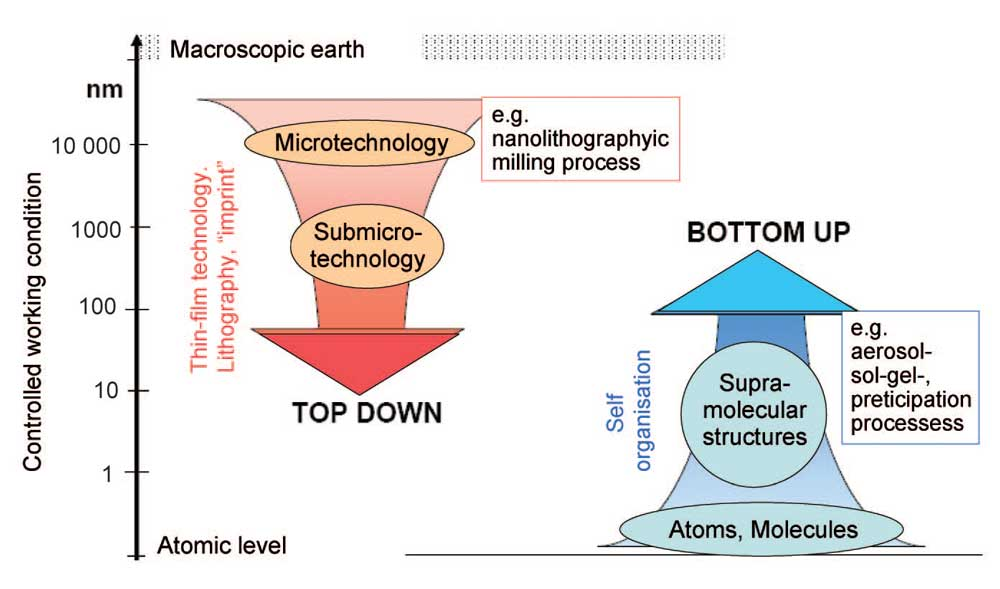 Macroscopic earth
nm
10 000
1000
100
10
1
Atomic level
Controlled working condition
Thin-film technology.
Lithography, “imprint”
Microtechnology
Submicro-
technology
TOP DOWN
e.g.
nanolithographyic
milling process
BOTTOM UP
Self
organisation
Supra-
molecular
structures
Atoms, Molecules
e.g.
aerosol-
sol-gel-,
preticipation
processess